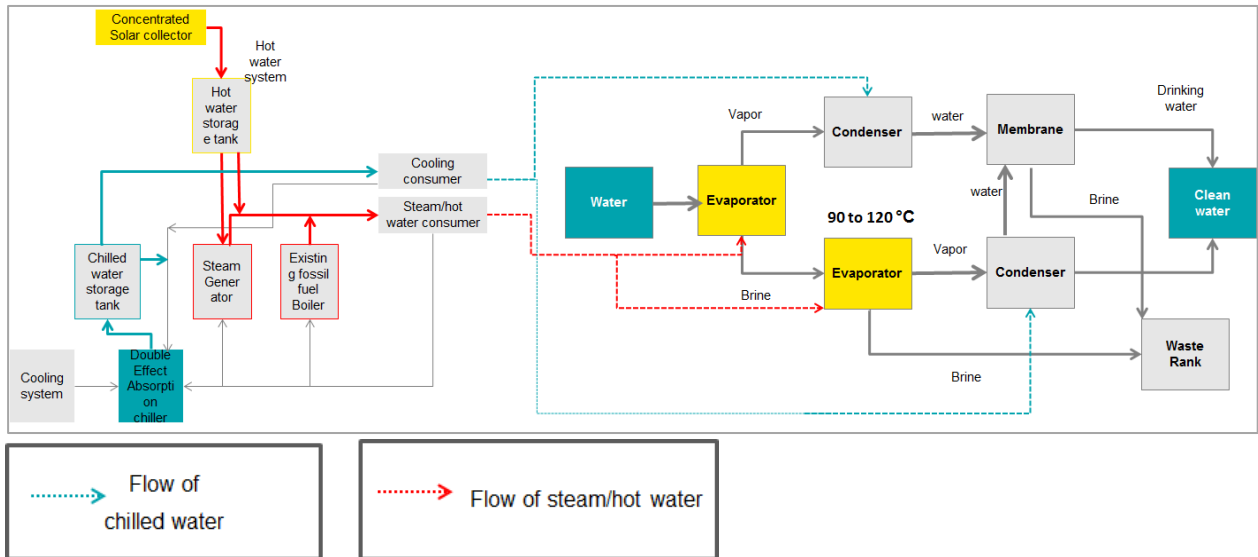 Concentrated
Solar collector
Hot
water
system
Hot
water
storag
e tank
Cooling
consumer
Steam/hot
water consumer
Chilled
water
storage
tank
Steam
Gener
ator
Existin
g fossil
fuel
Boiler
Cooling
system
Double
Effect
Absorpti
on
chiller
Vapor
Condenser
water
Membrane
Drinking
water
Water
Evaporator
90 to 120 °C
water
Brine
Clean
water
Brine
Evaporator
Vapor
Condenser
Brine
Waste
Rank
Flow of
chilled water
Flow of steam/hot water